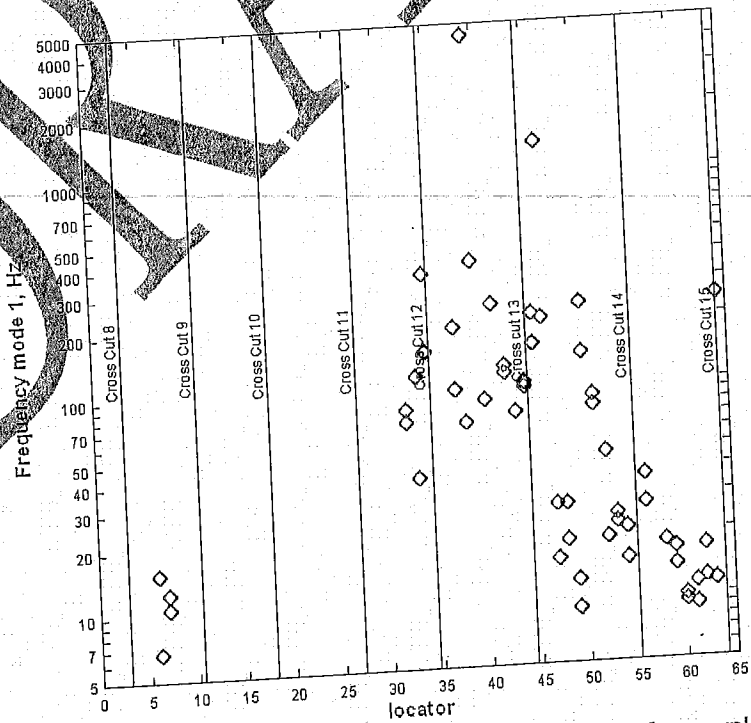 5000
4000
3000
2000
1000
700
500
400
300
200
100
70
50
40
30
20
10
7
5
Frequency mode 1, Hz
Cross Cut 8
Cross Cut 9
Cross Cut 10
Cross Cut 11
Cross Cut 12
Cross cut 13
Cross Cut 14
Cross Cut 15
0 5 10 15 20 25 30 35 40 45 50 55 60 65
locator